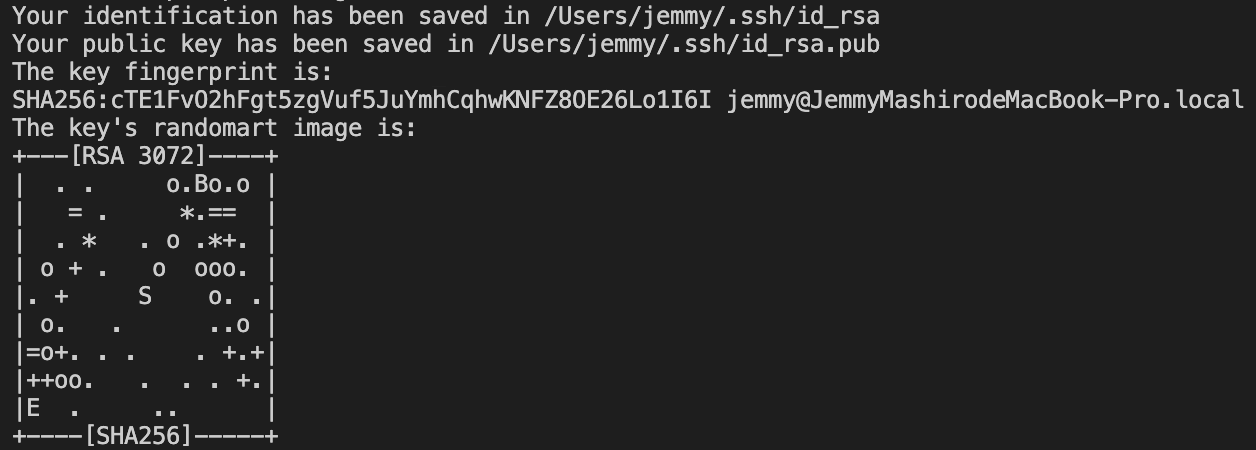 Your identification has been saved in /Users/jemmy/.ssh/id_rsa
Your public key has been saved in /Users/jemmy/.ssh/id_rsa.pub
The key fingerprint is:
SHA256:cTE1FvO2hFgt5zgVuf5JuYmhCqhwKNFZ8OE26Lo1I6I jemmy@JemmyMashirodeMacBook-Pro.local
The key's randomart image is:
+---[RSA 3072]----+
|  . .     o.Bo.o |
|   = .     *.==  |
|  . *   . o .*+. |
| o + .   o  ooo. |
|. +     S    o. .|
| o.   .      ..o |
|=o+. . .    . +.+|
|++oo.   .  . . +.|
|E  .     ..      |
+----[SHA256]-----+